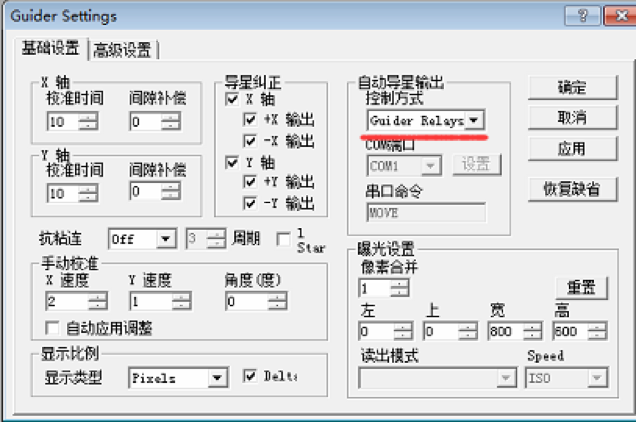 Guider Settings
基础设置 高级设置
X 轴
校准时间 间隙补偿
10 0
Y 轴
校准时间 间隙补偿
10 0
导星纠正
X 轴
+X 输出
-X 输出
Y 轴
+Y 输出
-Y 输出
自动导星输出
控制方式
Guider Relays
COM端口
COM1 设置
串口命令
MOVE
确定
取消
应用
恢复缺省
抗粘连 Off 3 周期 1 Star
手动校准
X 速度 Y 速度 角度(度)
2 1 0
自动应用调整
显示比例
显示类型 Pixels Delta
曝光设置
像素合并
1 重置
左 上 宽 高
0 0 800 600
读出模式 Speed
ISO